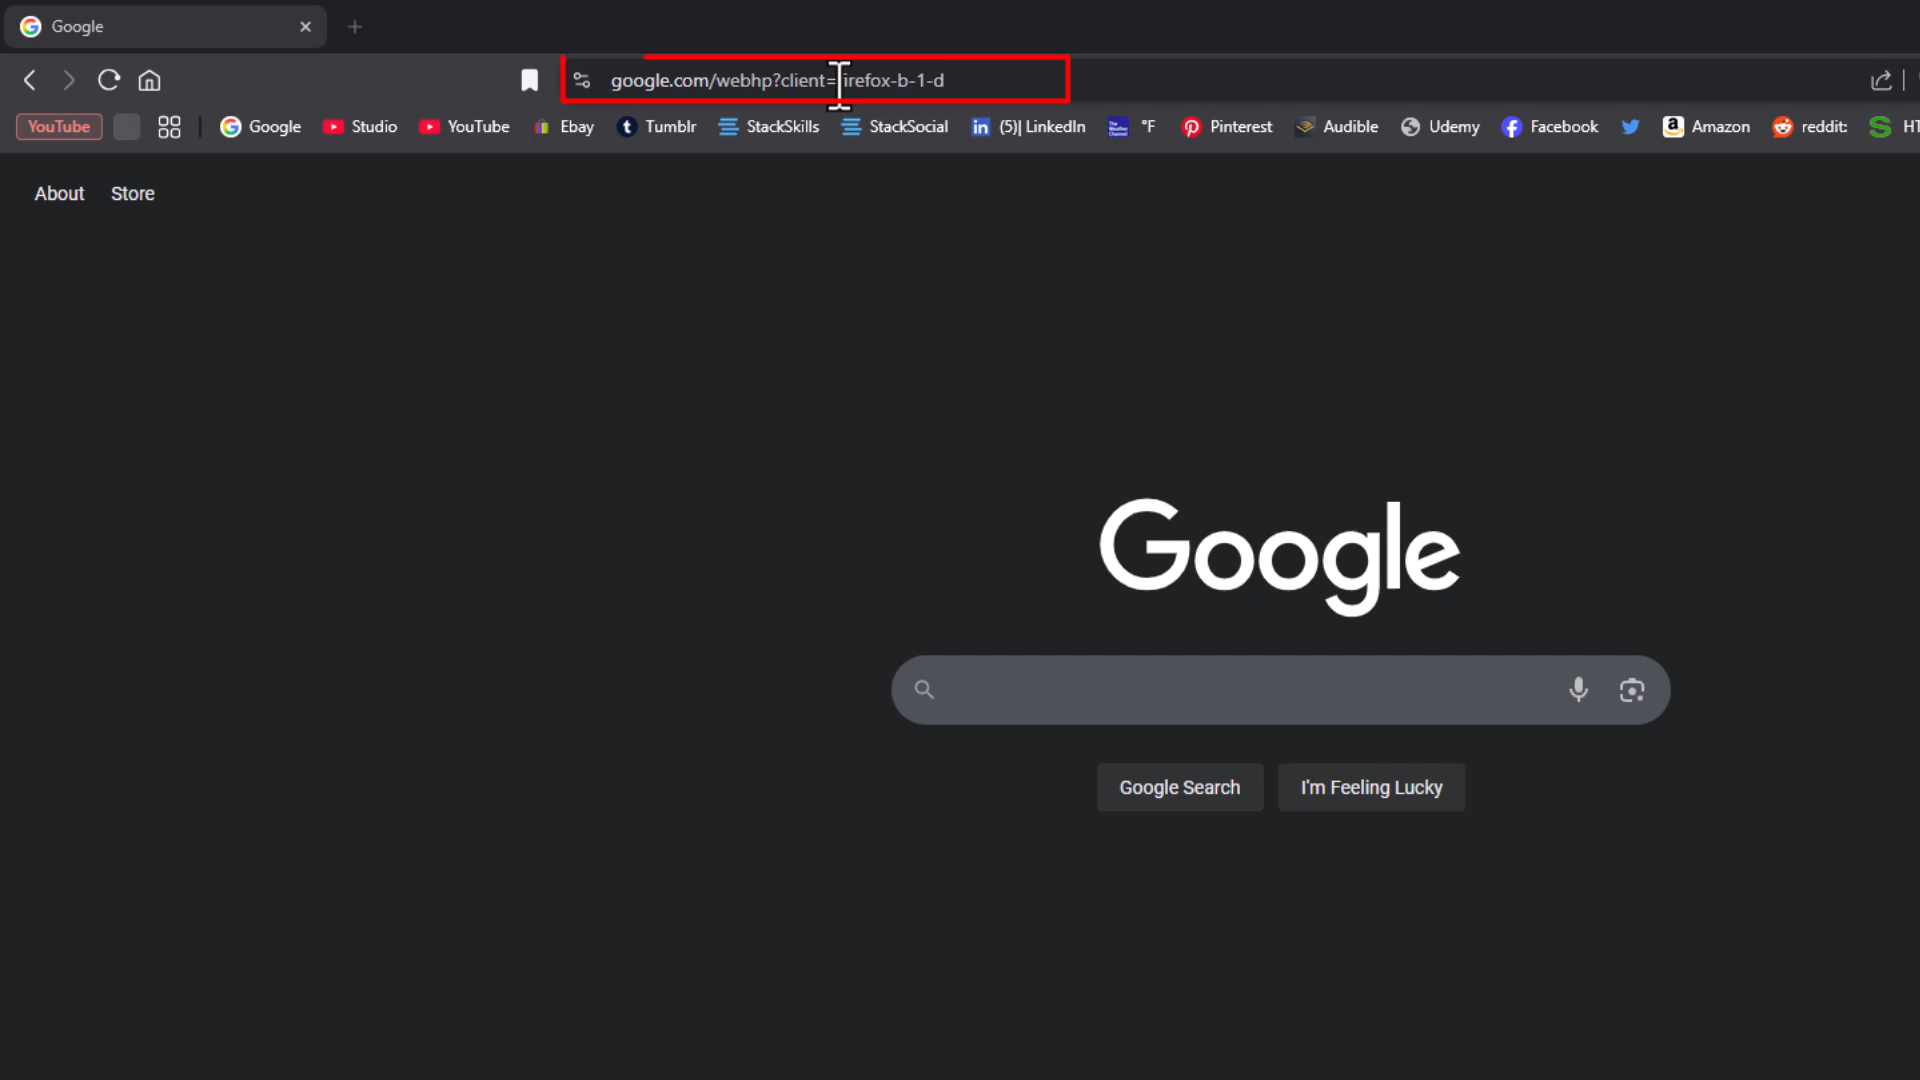 Google
google.com/webhp?client=firefox-b-1-d
YouTube Google Studio YouTube Ebay Tumblr StackSkills StackSocial (5)| LinkedIn °F Pinterest Audible Udemy Facebook Amazon reddit:
About Store
Google
Google Search I'm Feeling Lucky